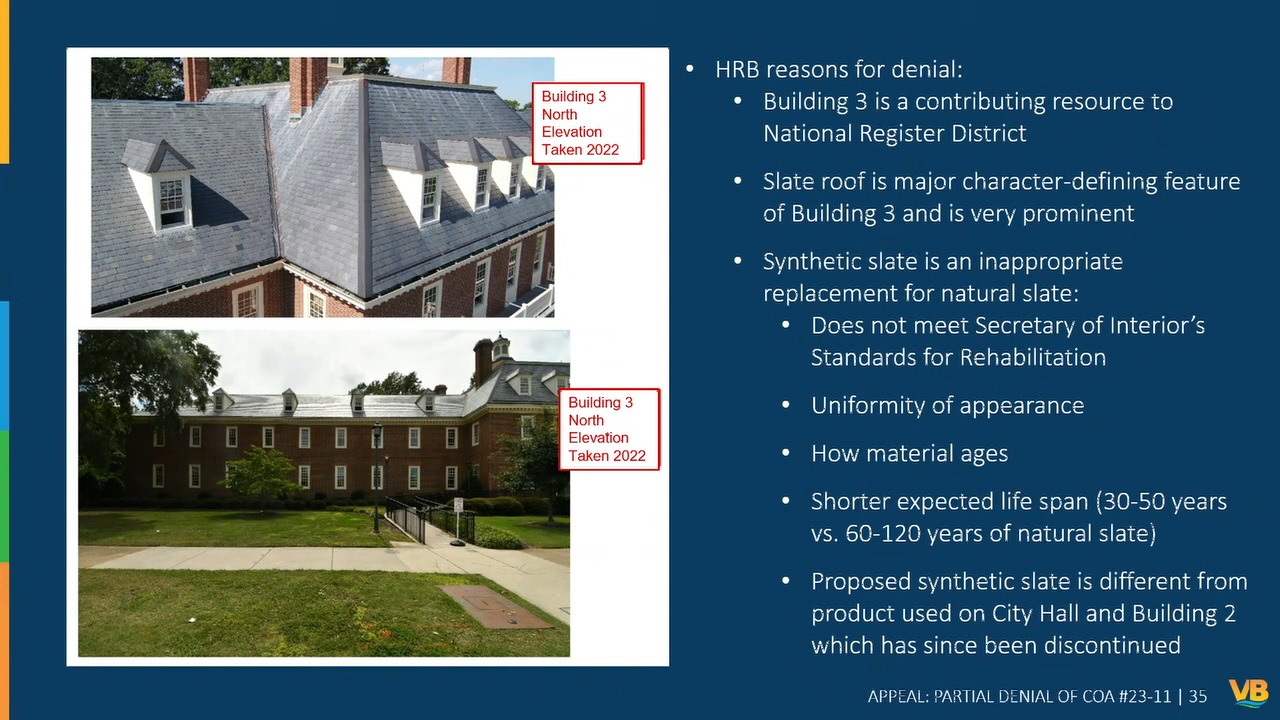 Building 3
North
Elevation
Taken 2022
Building 3
North
Elevation
Taken 2022
• HRB reasons for denial:
• Building 3 is a contributing resource to
National Register District
• Slate roof is major character-defining feature
of Building 3 and is very prominent
• Synthetic slate is an inappropriate
replacement for natural slate:
• Does not meet Secretary of Interior’s
Standards for Rehabilitation
• Uniformity of appearance
• How material ages
• Shorter expected life span (30-50 years
vs. 60-120 years of natural slate)
• Proposed synthetic slate is different from
product used on City Hall and Building 2
which has since been discontinued
APPEAL: PARTIAL DENIAL OF COA #23-11 | 35
VB